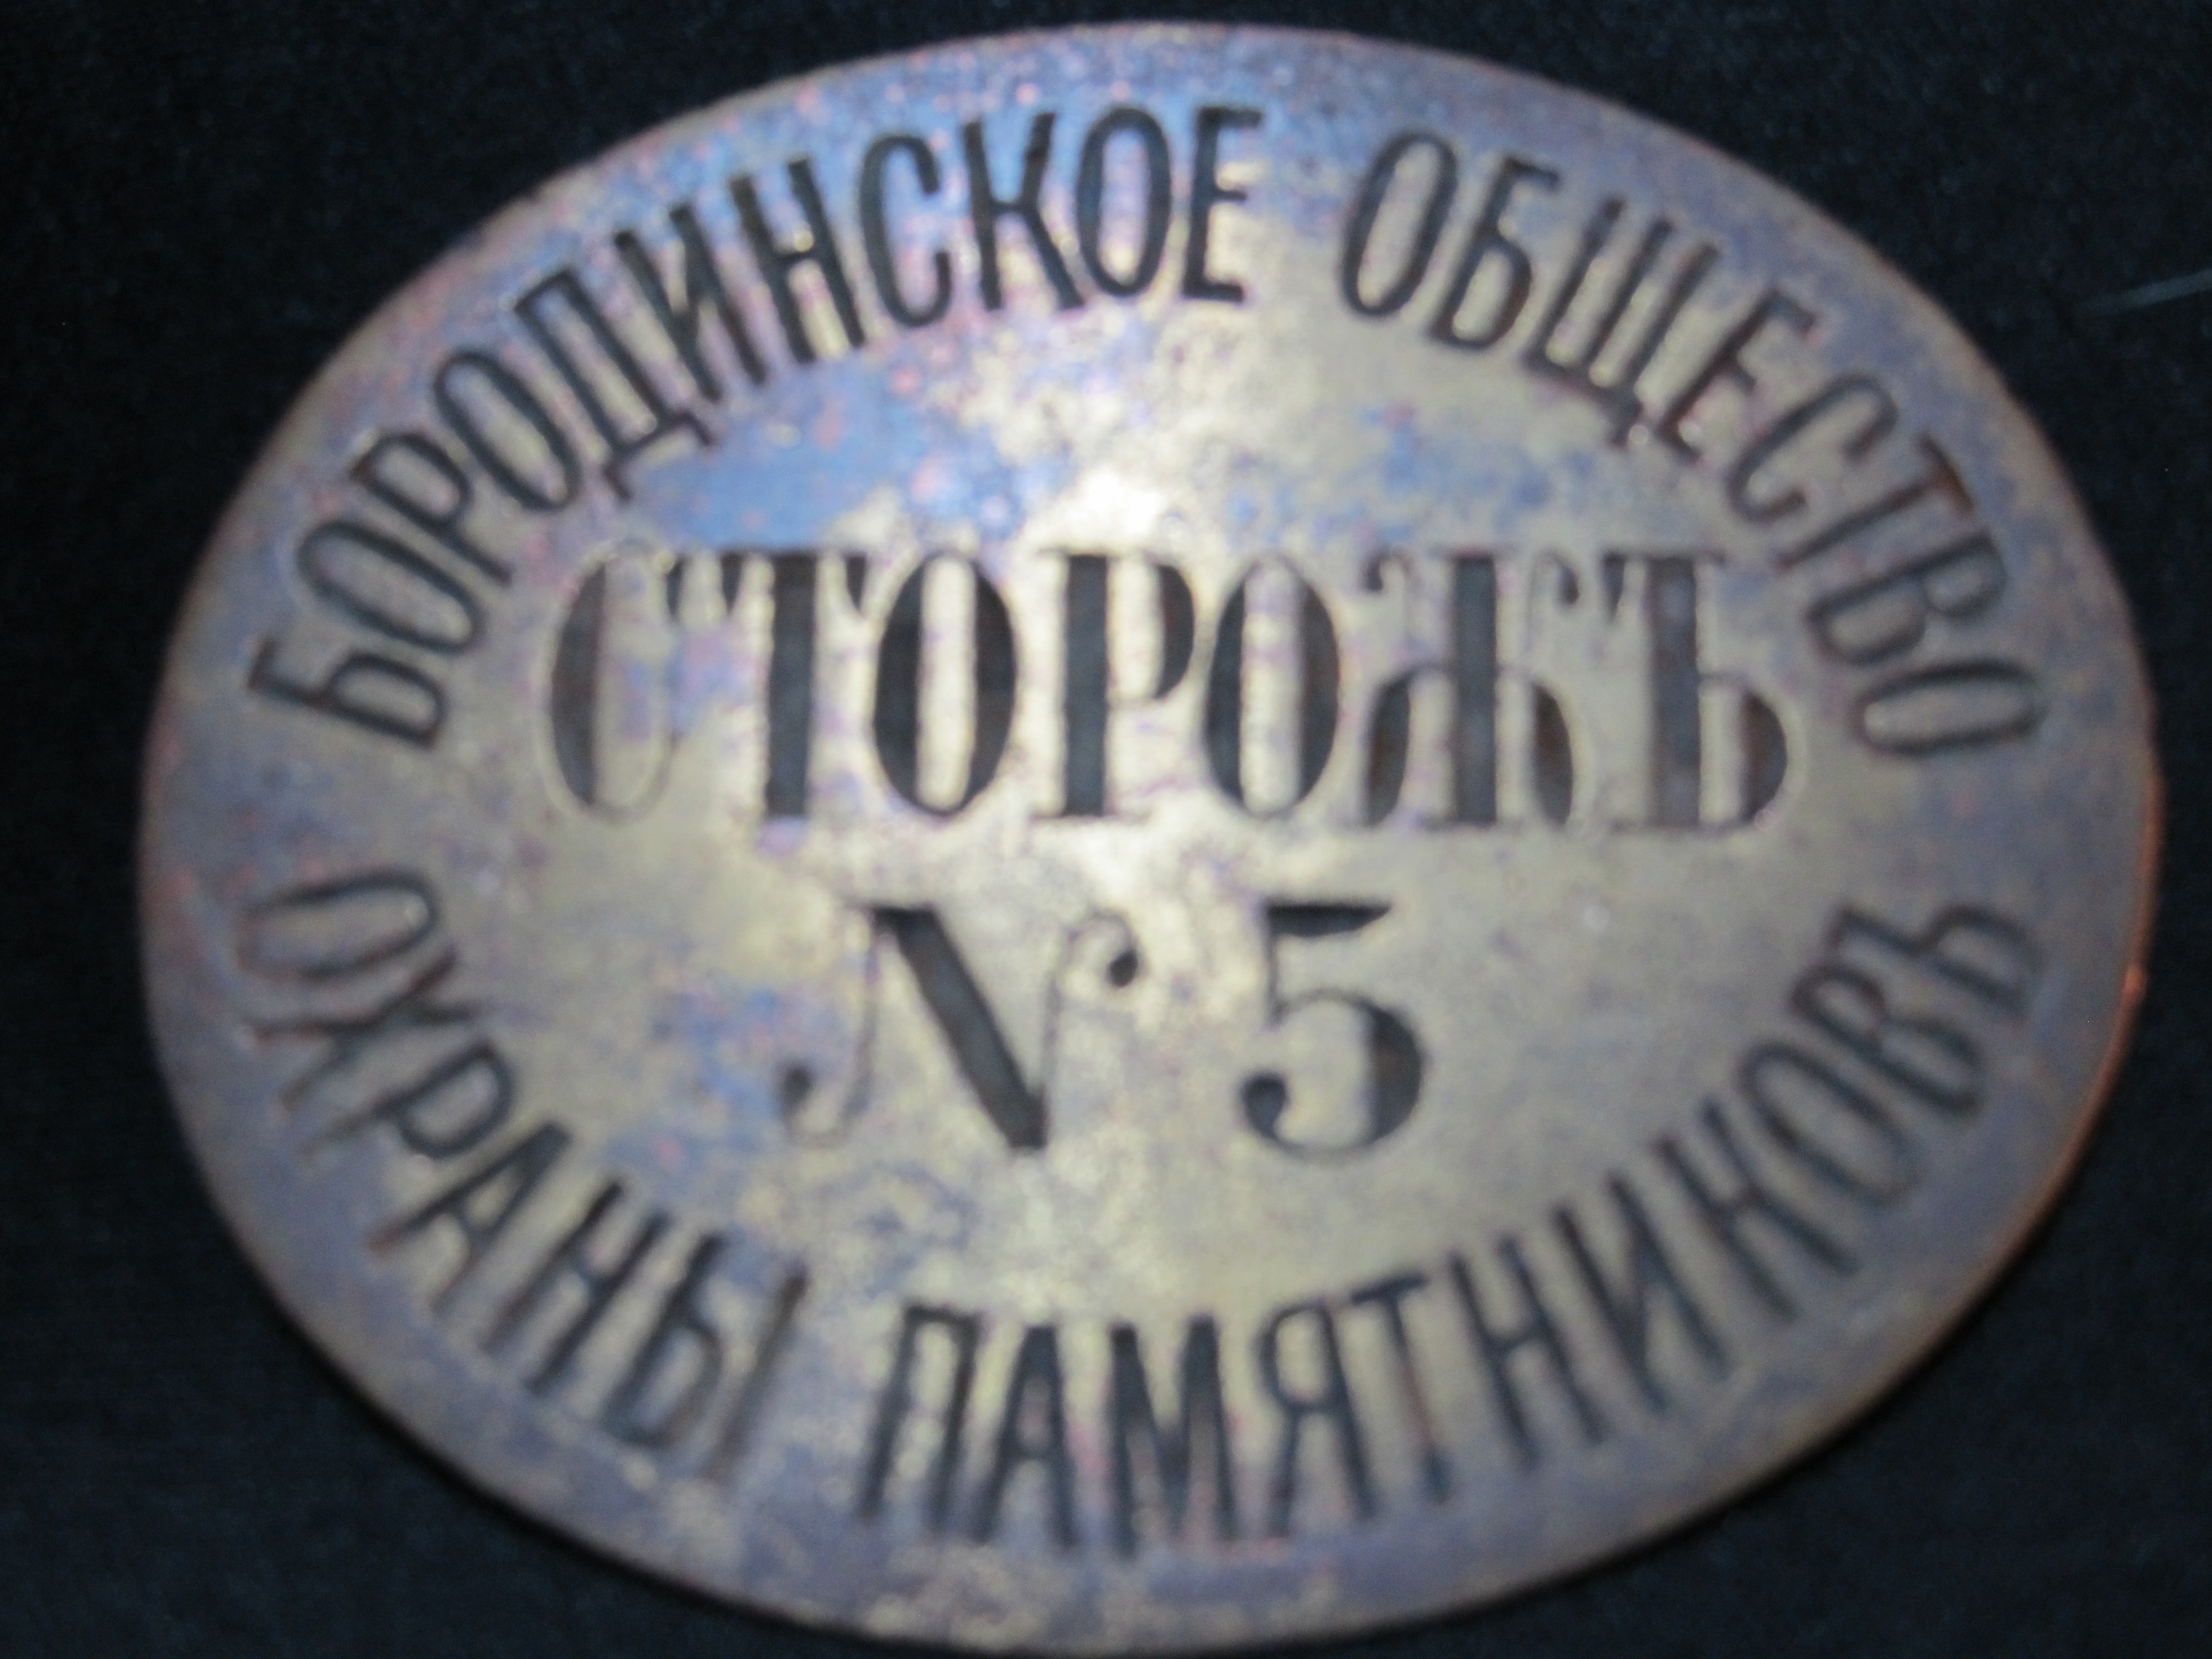 БОРОДИНСКОЕ ОБЩЕСТВО
СТОРОЖЪ
№ 5
ОХРАНЫ ПАМЯТНИКОВЪ